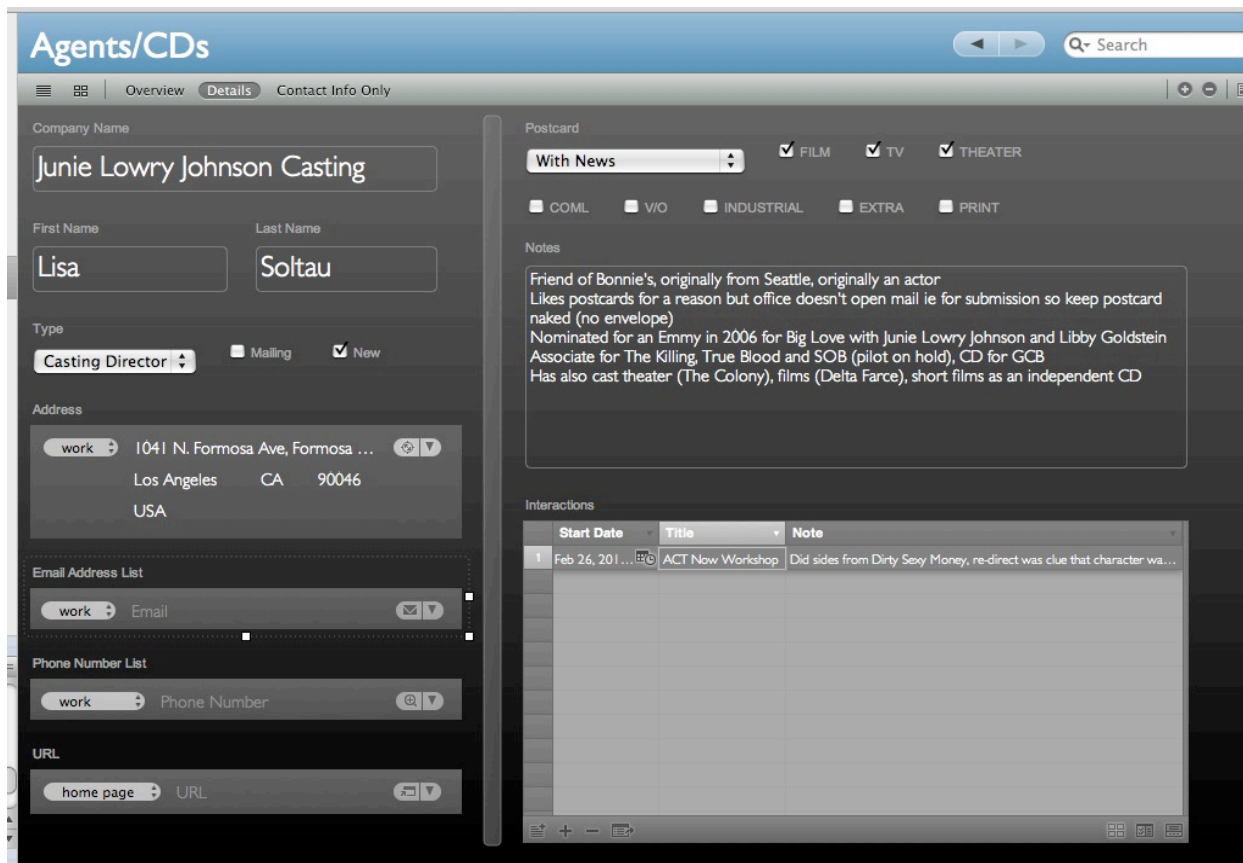 Agents/CDs
Search
Overview Details Contact Info Only
Company Name
Junie Lowry Johnson Casting
First Name Last Name
Lisa Soltau
Type
Casting Director Mailing New
Address
work 1041 N. Formosa Ave, Formosa ...
Los Angeles CA 90046
USA
Email Address List
work Email
Phone Number List
work Phone Number
URL
home page URL
Postcard
With News FILM TV THEATER
COML V/O INDUSTRIAL EXTRA PRINT
Notes
Friend of Bonnie's, originally from Seattle, originally an actor
Likes postcards for a reason but office doesn't open mail ie for submission so keep postcard
naked (no envelope)
Nominated for an Emmy in 2006 for Big Love with Junie Lowry Johnson and Libby Goldstein
Associate for The Killing, True Blood and SOB (pilot on hold), CD for GCB
Has also cast theater (The Colony), films (Delta Farce), short films as an independent CD
Interactions
Start Date Title Note
1 Feb 26, 201... ACT Now Workshop Did sides from Dirty Sexy Money, re-direct was clue that character wa...